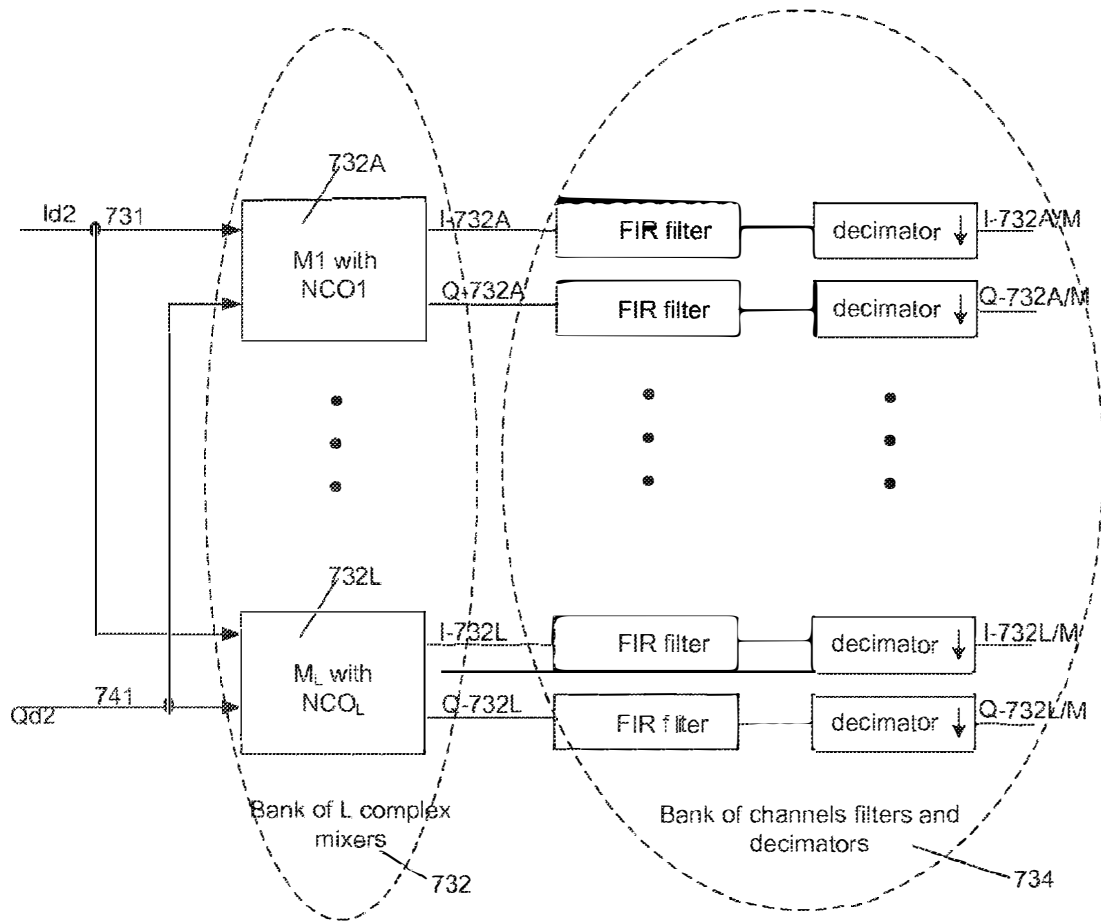 732A
Id2 731
I-732A
I-732A/M
M1 with
NCO1
FIR filter
decimator ↓
Q-732A
Q-732A/M
FIR filter
decimator ↓
732L
I-732L
I-732L/M
FIR filter
decimator ↓
ML with
NCOL
741
Qd2
Q-732L
Q-732L/M
FIR filter
decimator ↓
Bank of L complex
mixers
732
Bank of channels filters and
decimators
734